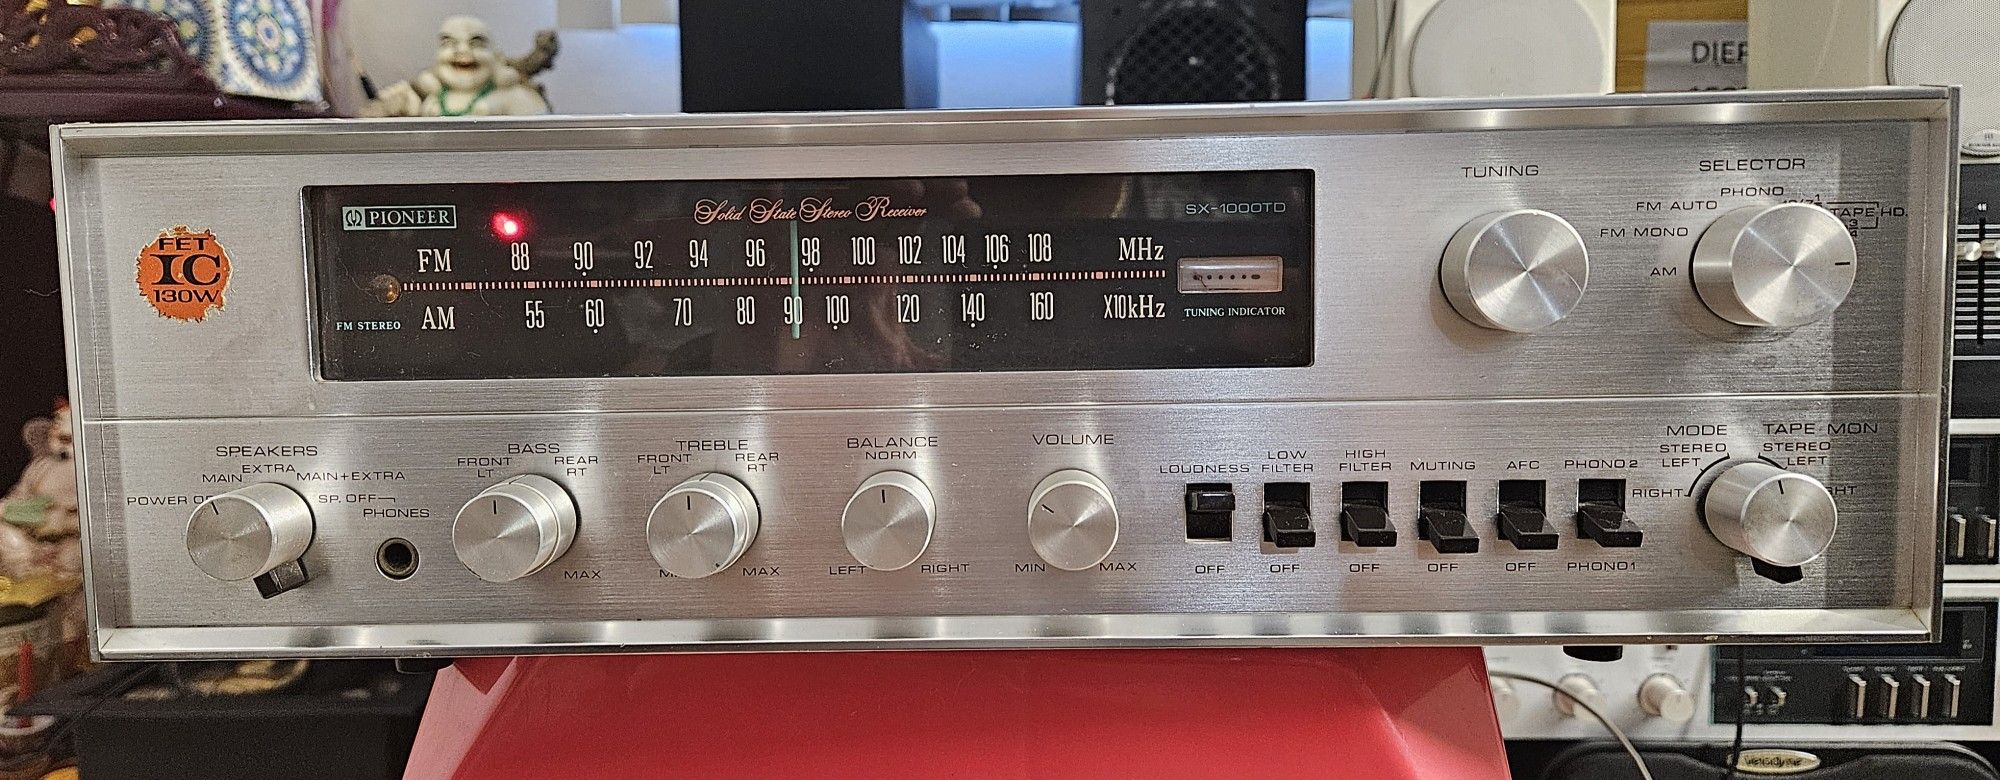 DIEP
PIONEER
Solid State Stereo Receiver
SX-1000TD
FM 88 90 92 94 96 98 100 102 104 106 108 MHz
AM 55 60 70 80 90 100 120 140 160 X10kHz
FM STEREO
TUNING INDICATOR
FET
IC
130W
TUNING
SELECTOR
PHONO
FM AUTO
TAPE HD.
FM MONO
AM
SPEAKERS
EXTRA
MAIN
MAIN+EXTRA
POWER
SP. OFF
PHONES
BASS
FRONT REAR
LT RT
MAX
TREBLE
FRONT REAR
LT RT
MAX
BALANCE
NORM
LEFT RIGHT
VOLUME
MIN MAX
LOUDNESS
OFF
LOW
FILTER
OFF
HIGH
FILTER
OFF
MUTING
OFF
AFC
OFF
PHONO 2
PHONO 1
MODE
STEREO
LEFT
RIGHT
TAPE MON
STEREO
LEFT